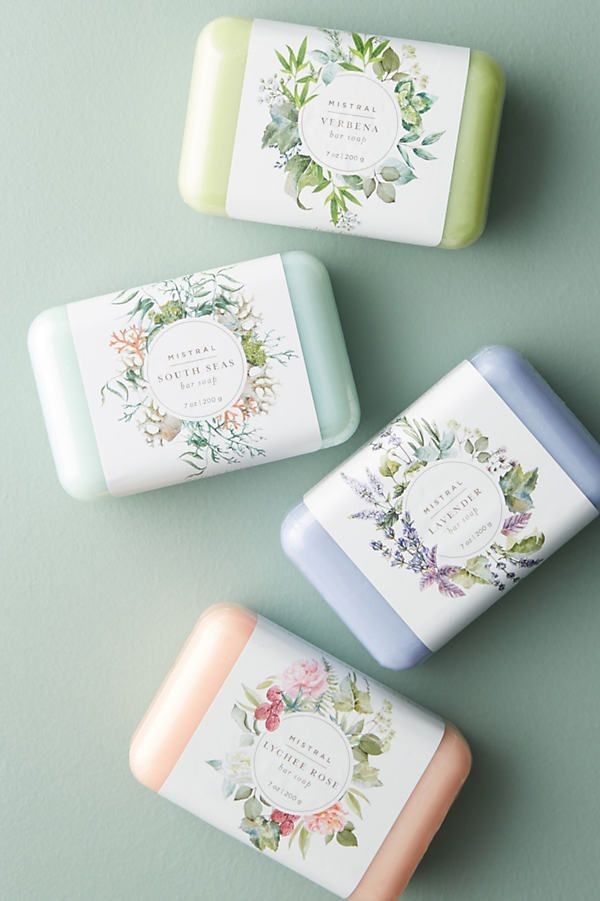 MISTRAL
VERBENA
bar soap
7 oz | 200 g
MISTRAL
SOUTH SEAS
bar soap
7 oz | 200 g
MISTRAL
LAVENDER
bar soap
7 oz | 200 g
MISTRAL
LYCHEE ROSE
bar soap
7 oz | 200 g